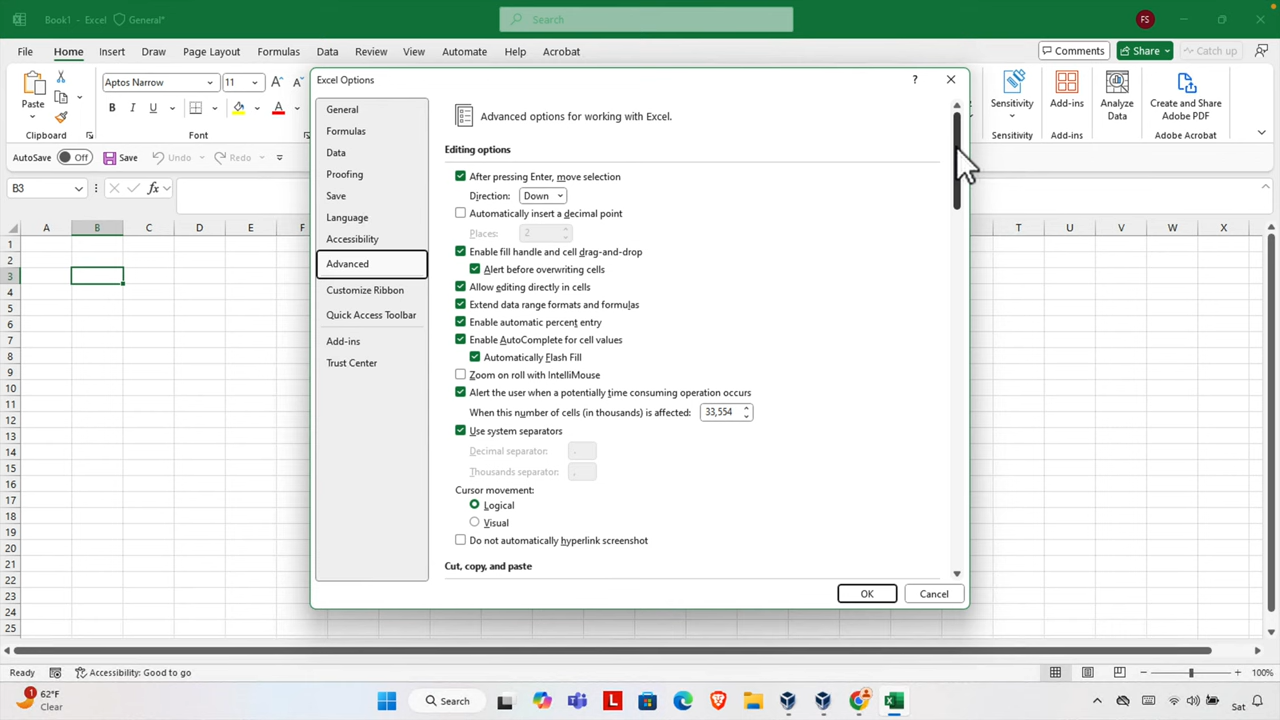 Book1 - Excel General*
Search
FS
File Home Insert Draw Page Layout Formulas Data Review View Automate Help Acrobat
Comments Share Catch up
Paste
Aptos Narrow 11
B I U A
Sensitivity
Add-ins
Analyze Data
Create and Share Adobe PDF
Clipboard Font Sensitivity Add-ins Adobe Acrobat
AutoSave Off Save Undo Redo
B3 fx
A B C D E F T U V W X
1
2
3
4
5
6
7
8
9
10
11
12
13
14
15
16
17
18
19
20
21
22
23
24
25
Excel Options
?
General
Formulas
Data
Proofing
Save
Language
Accessibility
Advanced
Customize Ribbon
Quick Access Toolbar
Add-ins
Trust Center
Advanced options for working with Excel.
Editing options
After pressing Enter, move selection
Direction: Down
Automatically insert a decimal point
Places: 2
Enable fill handle and cell drag-and-drop
Alert before overwriting cells
Allow editing directly in cells
Extend data range formats and formulas
Enable automatic percent entry
Enable AutoComplete for cell values
Automatically Flash Fill
Zoom on roll with IntelliMouse
Alert the user when a potentially time consuming operation occurs
When this number of cells (in thousands) is affected: 33,554
Use system separators
Decimal separator: .
Thousands separator: ,
Cursor movement:
Logical
Visual
Do not automatically hyperlink screenshot
Cut, copy, and paste
OK Cancel
Ready Accessibility: Good to go 100%
1
62°F
Clear
Search
L
Sat